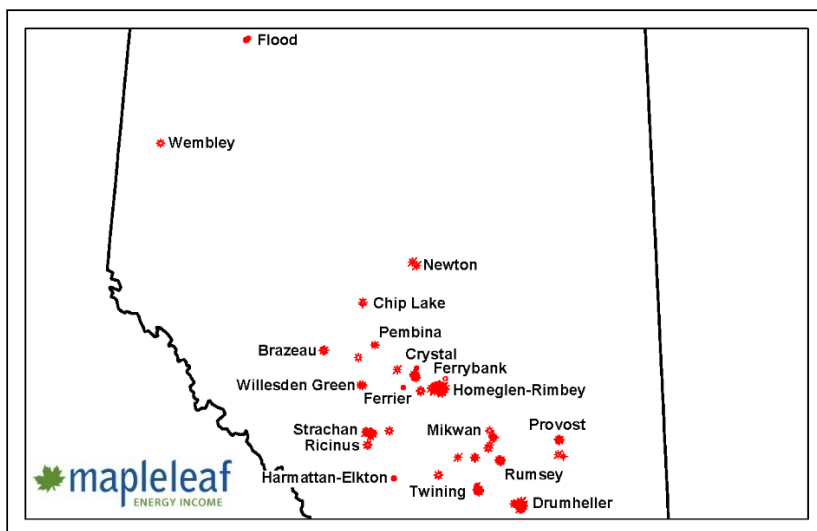 Flood
Wembley
Newton
Chip Lake
Pembina
Brazeau
Crystal
Ferrybank
Willesden Green
Ferrier
Homeglen-Rimbey
Strachan
Mikwan
Provost
Ricinus
Rumsey
Harmattan-Elkton
Twining
Drumheller
mapleleaf
ENERGY INCOME